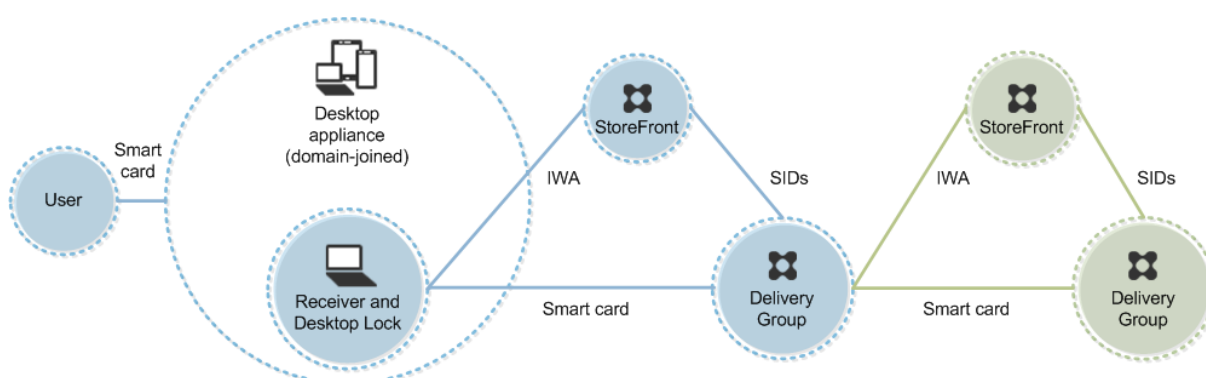 User
Smart
card
Desktop
appliance
(domain-joined)
Receiver and
Desktop Lock
IWA
StoreFront
SIDs
Smart card
Delivery
Group
IWA
StoreFront
SIDs
Smart card
Delivery
Group